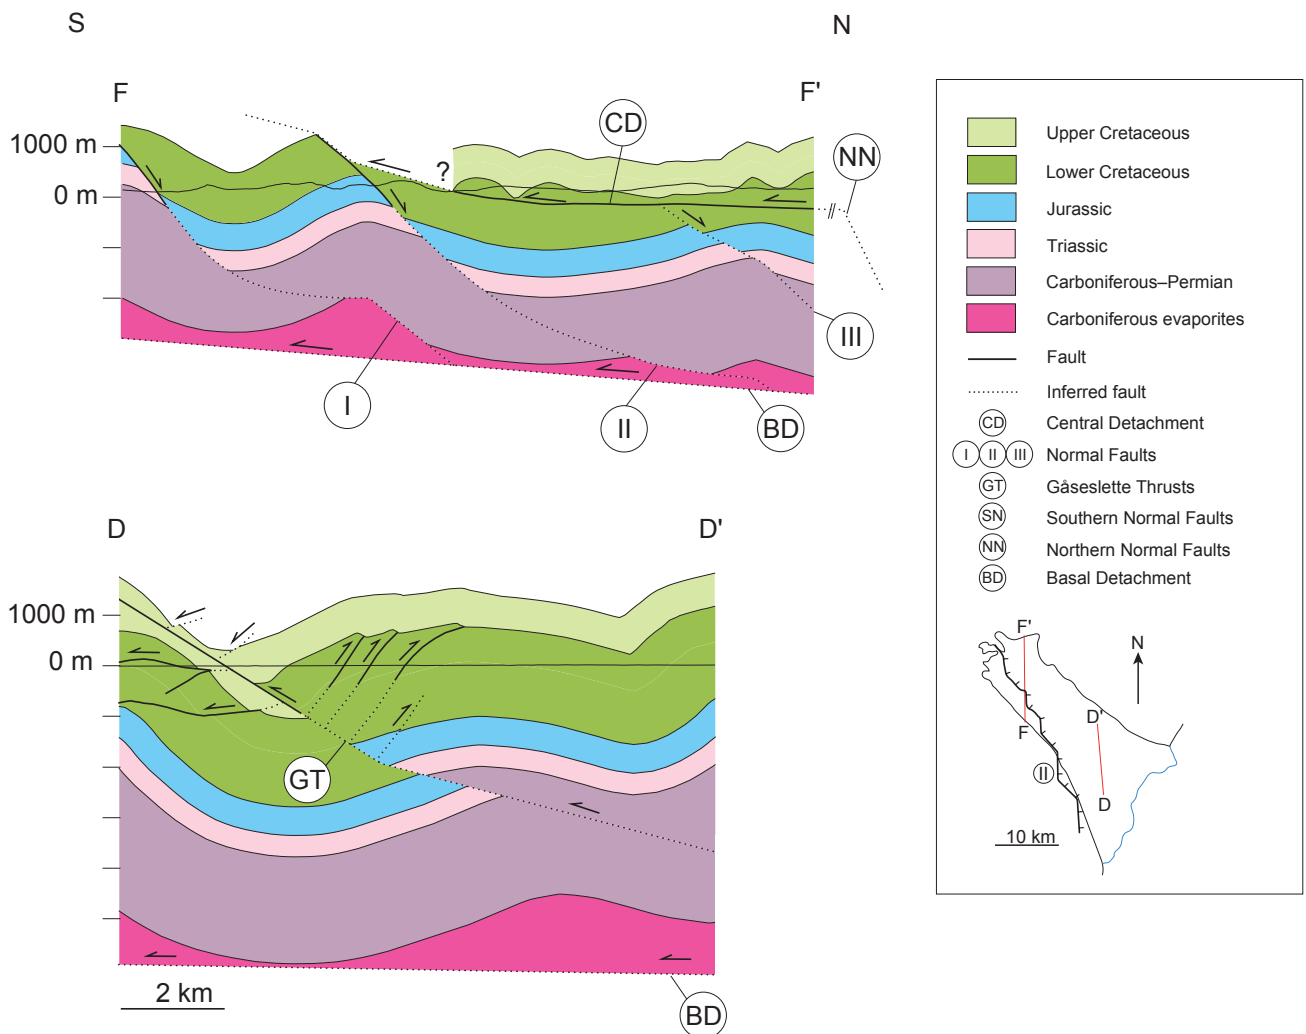 S
N
F
F'
1000 m
0 m
CD
NN
?
I
II
III
BD
D
D'
1000 m
0 m
GT
BD
2 km
Upper Cretaceous
Lower Cretaceous
Jurassic
Triassic
Carboniferous–Permian
Carboniferous evaporites
Fault
Inferred fault
CD Central Detachment
I II III Normal Faults
GT Gåseslette Thrusts
SN Southern Normal Faults
NN Northern Normal Faults
BD Basal Detachment
F'
N
D'
F
II
D
10 km